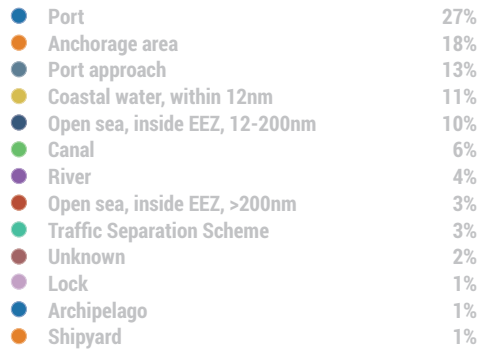 Port 27%
Anchorage area 18%
Port approach 13%
Coastal water, within 12nm 11%
Open sea, inside EEZ, 12-200nm 10%
Canal 6%
River 4%
Open sea, inside EEZ, >200nm 3%
Traffic Separation Scheme 3%
Unknown 2%
Lock 1%
Archipelago 1%
Shipyard 1%